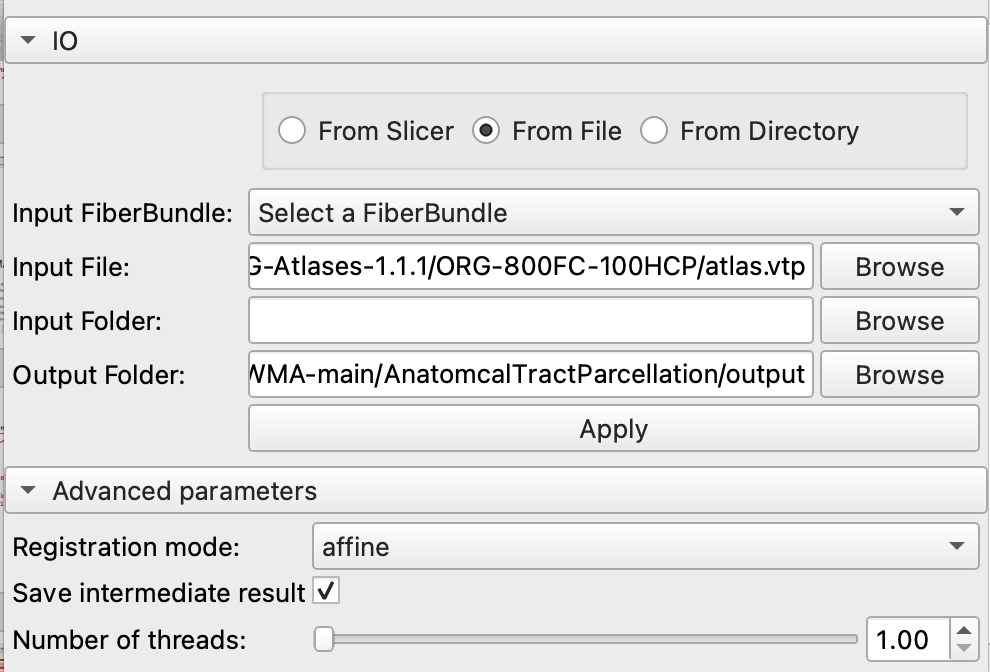 IO
From Slicer From File From Directory
Input FiberBundle: Select a FiberBundle
Input File: G-Atlases-1.1.1/ORG-800FC-100HCP/atlas.vtp Browse
Input Folder: Browse
Output Folder: WMA-main/AnatomcalTractParcellation/output Browse
Apply
Advanced parameters
Registration mode: affine
Save intermediate result
Number of threads: 1.00